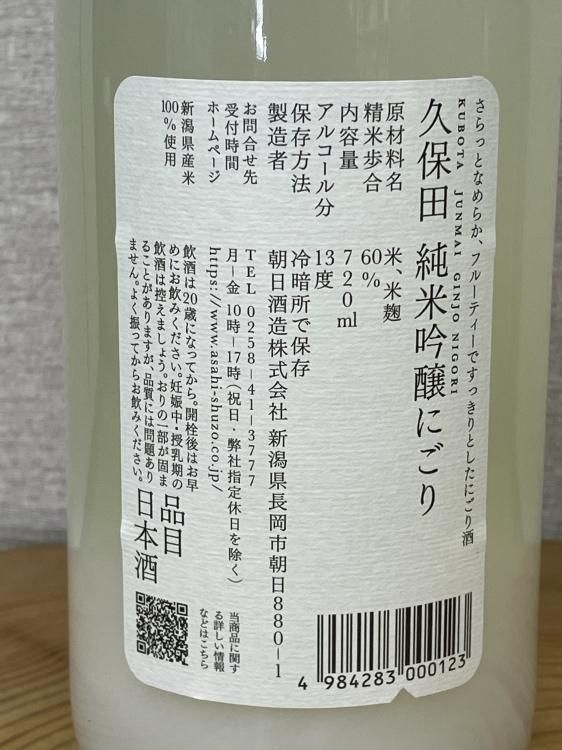 さらっとなめらか、フルーティーですっきりとしたにごり酒
KUBOTA JUNMAI GINJO NIGORI
久保田 純米吟醸にごり
原材料名 米、米麹
精米歩合 60%
内容量 720ml
アルコール分 13度
保存方法 冷暗所で保存
製造者 朝日酒造株式会社 新潟県長岡市朝日880-1
お問合せ先 TEL 0258-41-3777
受付時間 月-金 10時-17時(祝日・弊社指定休日を除く)
ホームページ https://www.asahi-shuzo.co.jp/
新潟県産米
100%使用
飲酒は20歳になってから。開栓後はお早
めにお飲みください。妊娠中・授乳期の
飲酒は控えましょう。おりの一部が固ま
ることがありますが、品質には問題あり
ません。よく振ってからお飲みください。
品目
日本酒
当商品に関す
る詳しい情報
などはこちら
4 984283 000123